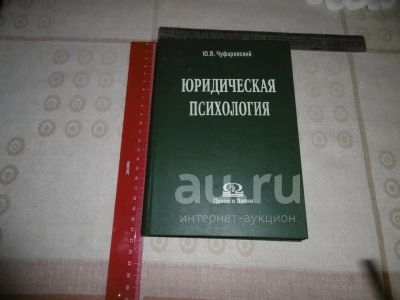 Ю.В. Чуфаровский
ЮРИДИЧЕСКАЯ
ПСИХОЛОГИЯ
au.ru
интернет-аукцион
Право и Закон